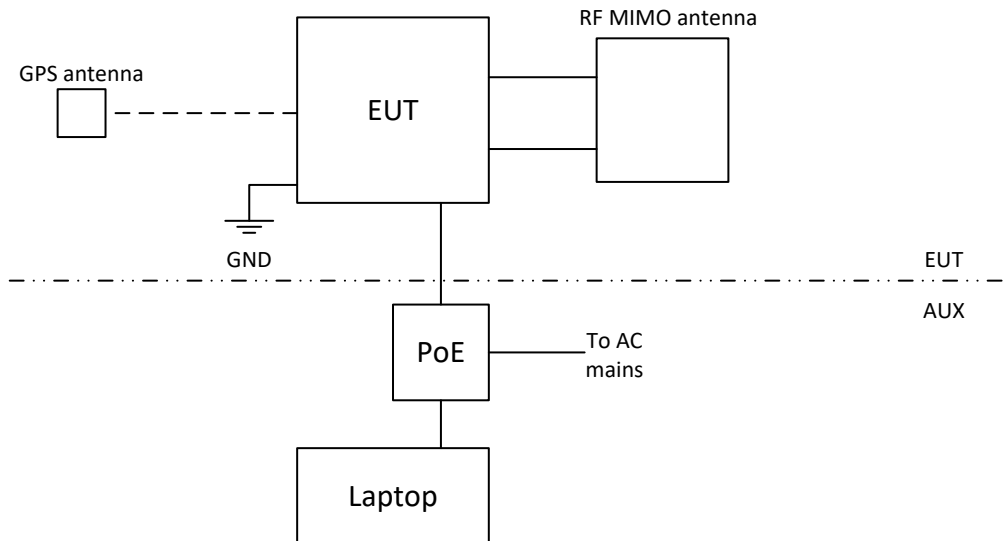 RF MIMO antenna
GPS antenna
EUT
GND
EUT
AUX
PoE
To AC
mains
Laptop